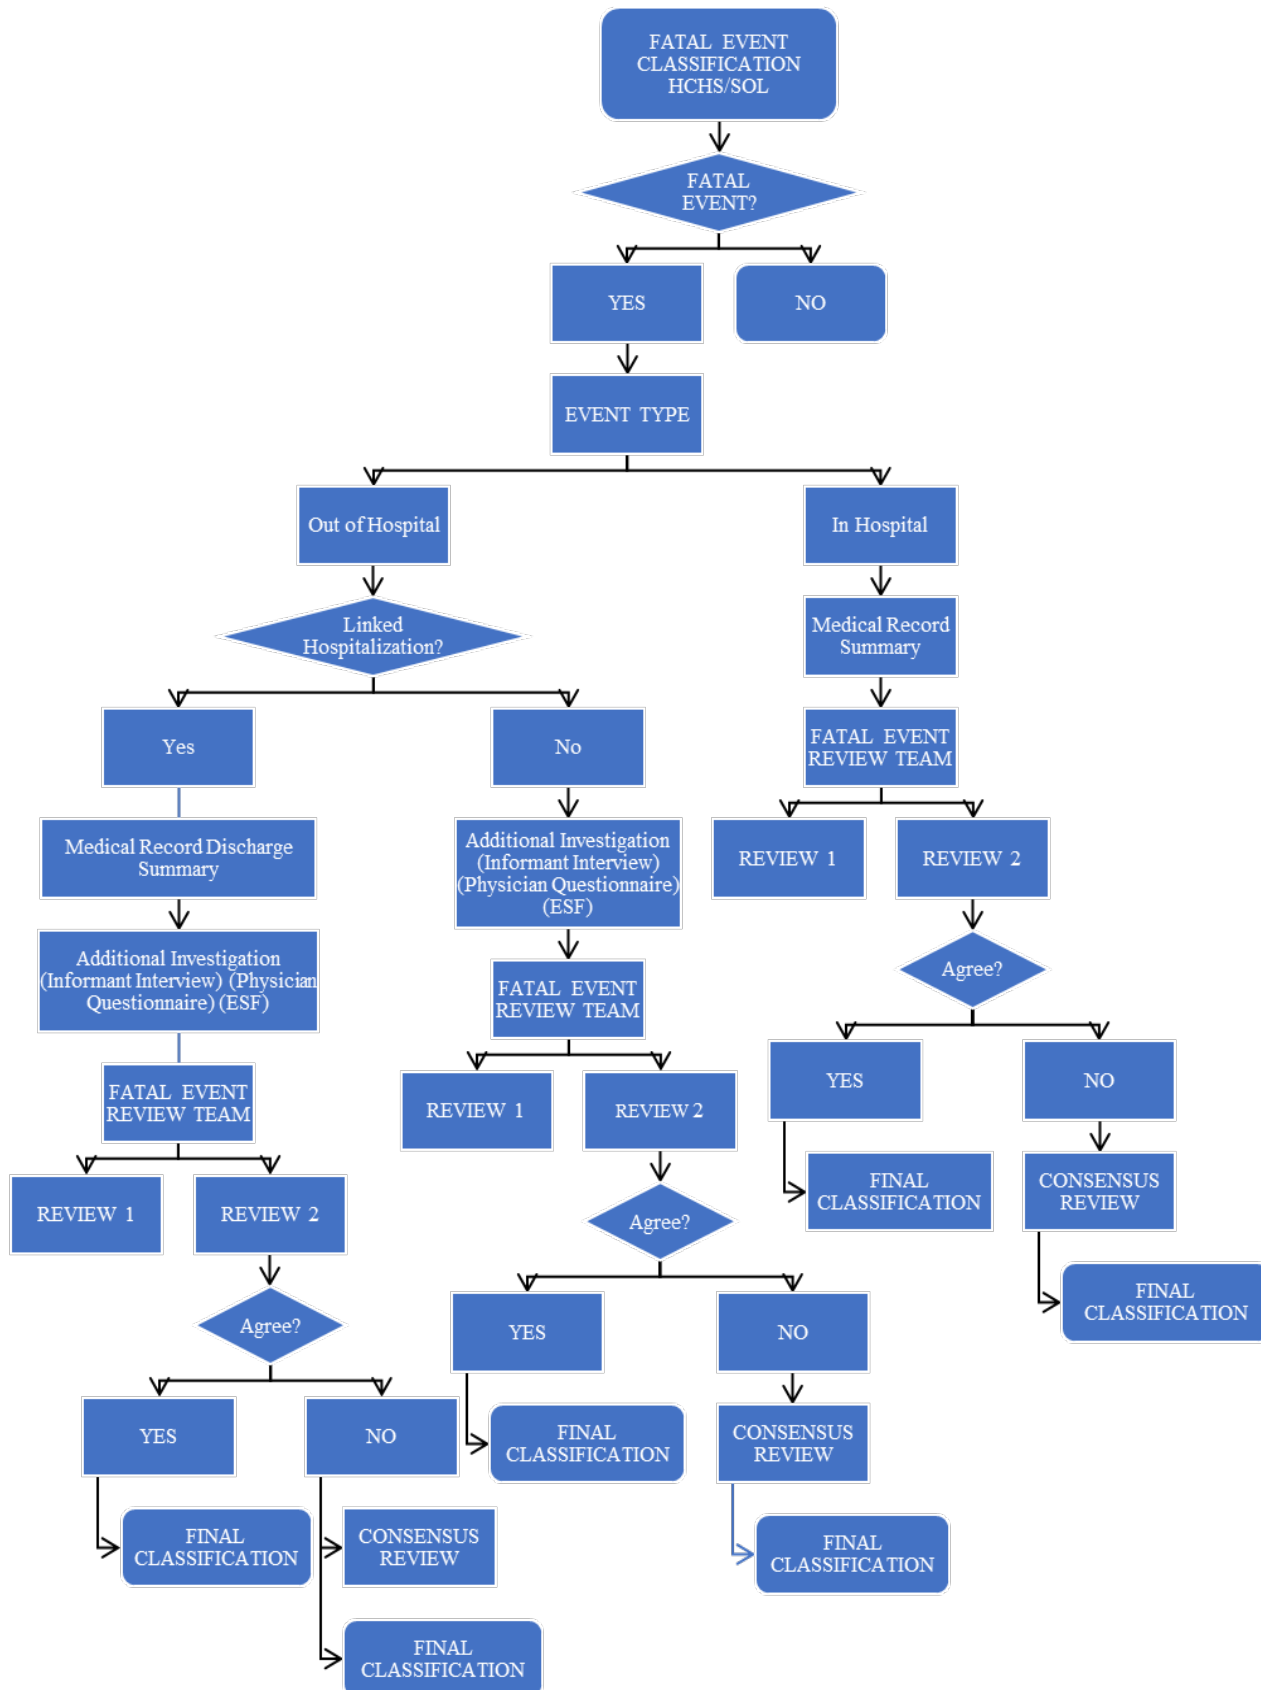 FATAL EVENT
CLASSIFICATION
HCHS/SOL
FATAL
EVENT?
YES
NO
EVENT TYPE
Out of Hospital
In Hospital
Linked
Hospitalization?
Medical Record
Summary
Yes
No
FATAL EVENT
REVIEW TEAM
Medical Record Discharge
Summary
Additional Investigation
(Informant Interview)
(Physician Questionnaire)
(ESF)
REVIEW 1
REVIEW 2
Additional Investigation
(Informant Interview) (Physician
Questionnaire) (ESF)
FATAL EVENT
REVIEW TEAM
Agree?
FATAL EVENT
REVIEW TEAM
REVIEW 1
REVIEW 2
YES
NO
REVIEW 1
REVIEW 2
Agree?
FINAL
CLASSIFICATION
CONSENSUS
REVIEW
Agree?
YES
NO
FINAL
CLASSIFICATION
YES
NO
FINAL
CLASSIFICATION
CONSENSUS
REVIEW
FINAL
CLASSIFICATION
CONSENSUS
REVIEW
FINAL
CLASSIFICATION
FINAL
CLASSIFICATION